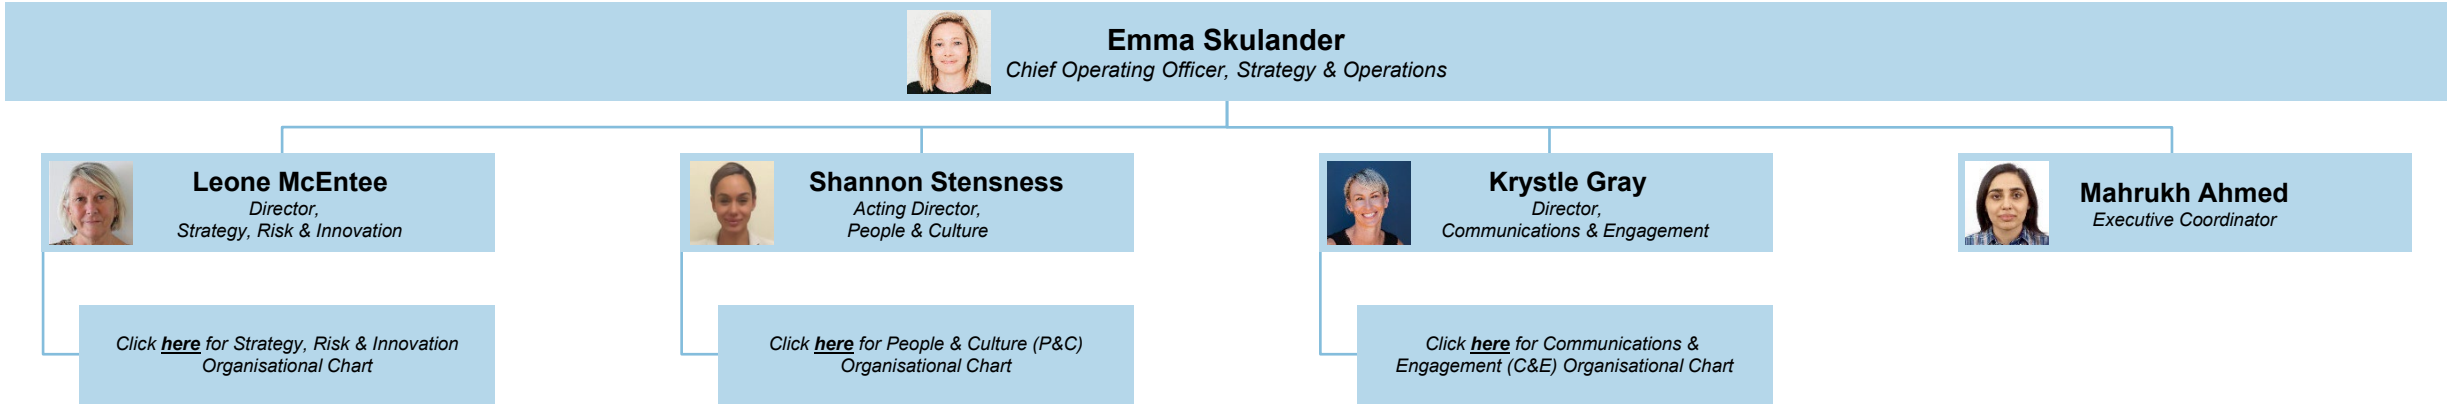 Emma Skulander
Chief Operating Officer, Strategy & Operations
Leone McEntee
Director,
Strategy, Risk & Innovation
Shannon Stensness
Acting Director,
People & Culture
Krystle Gray
Director,
Communications & Engagement
Mahrukh Ahmed
Executive Coordinator
Click here for Strategy, Risk & Innovation
Organisational Chart
Click here for People & Culture (P&C)
Organisational Chart
Click here for Communications &
Engagement (C&E) Organisational Chart